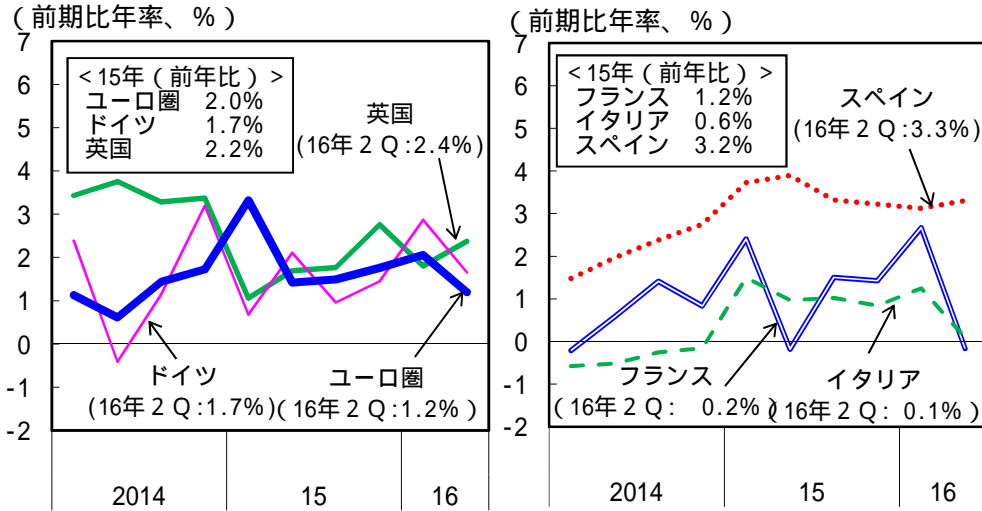 (前期比年率、%)
7
6
5
4
3
2
1
0
-1
-2
<15年(前年比)>
ユーロ圏 2.0%
ドイツ 1.7%
英国 2.2%
英国
(16年2Q:2.4%)
ドイツ
(16年2Q:1.7%)
ユーロ圏
(16年2Q:1.2%)
2014 15 16
(前期比年率、%)
7
6
5
4
3
2
1
0
-1
-2
<15年(前年比)>
フランス 1.2%
イタリア 0.6%
スペイン 3.2%
スペイン
(16年2Q:3.3%)
フランス
(16年2Q: 0.2%)
イタリア
(16年2Q: 0.1%)
2014 15 16